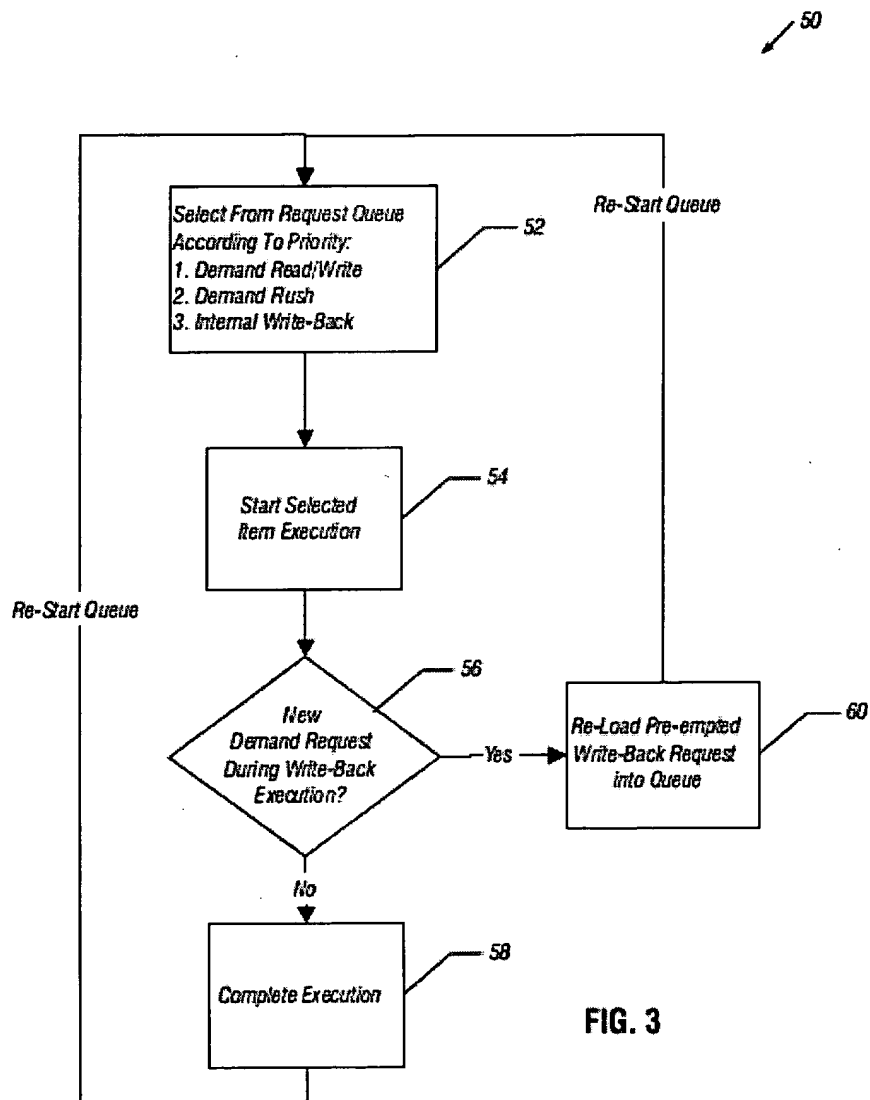 50
Select From Request Queue
According To Priority:
1. Demand Read/Write
2. Demand Rush
3. Internal Write-Back
52
Re-Start Queue
Start Selected
Item Execution
54
Re-Start Queue
New
Demand Request
During Write-Back
Execution?
56
Yes
Re-Load Pre-empted
Write-Back Request
into Queue
60
No
Complete Execution
58
FIG. 3